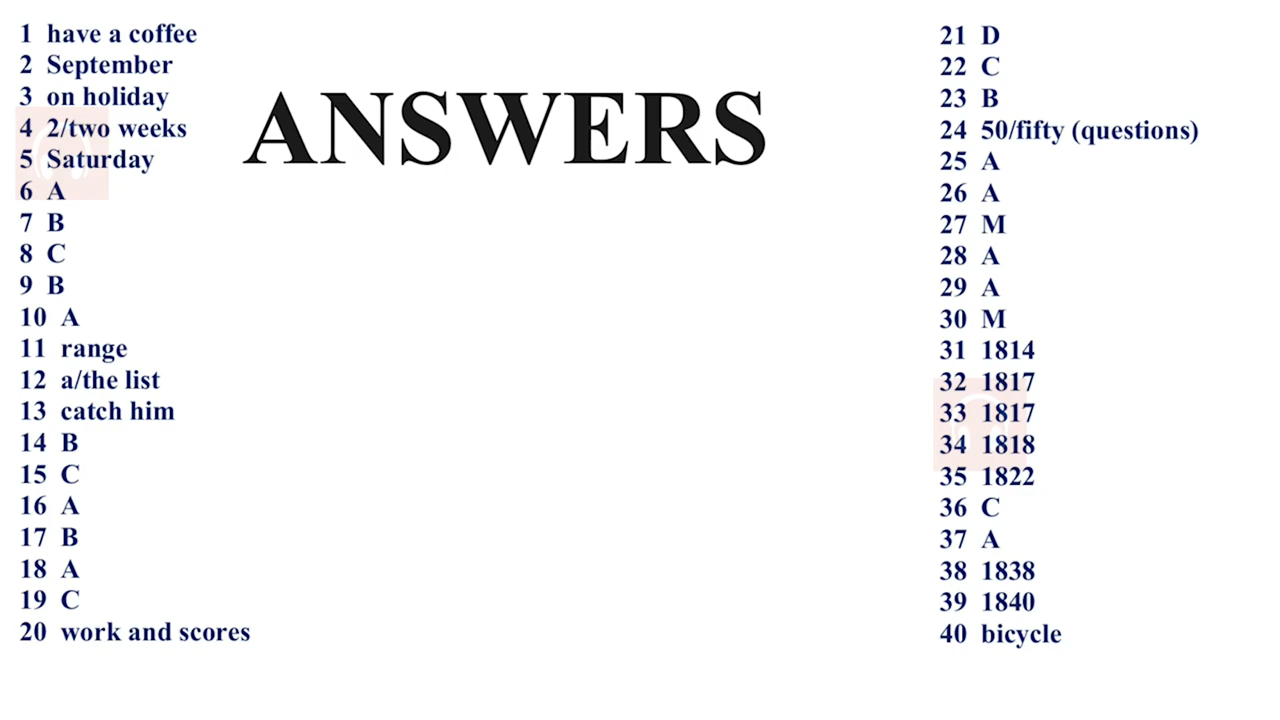 ANSWERS
1 have a coffee
2 September
3 on holiday
4 2/two weeks
5 Saturday
6 A
7 B
8 C
9 B
10 A
11 range
12 a/the list
13 catch him
14 B
15 C
16 A
17 B
18 A
19 C
20 work and scores
21 D
22 C
23 B
24 50/fifty (questions)
25 A
26 A
27 M
28 A
29 A
30 M
31 1814
32 1817
33 1817
34 1818
35 1822
36 C
37 A
38 1838
39 1840
40 bicycle